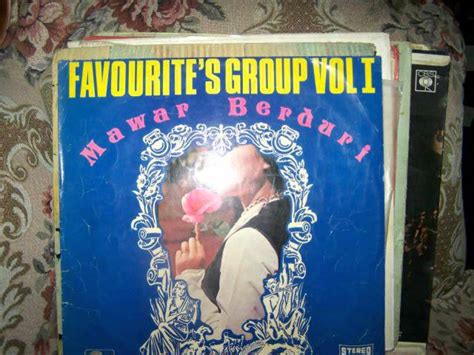 FAVOURITE'S GROUP VOL I
Mawar Berduri
STEREO